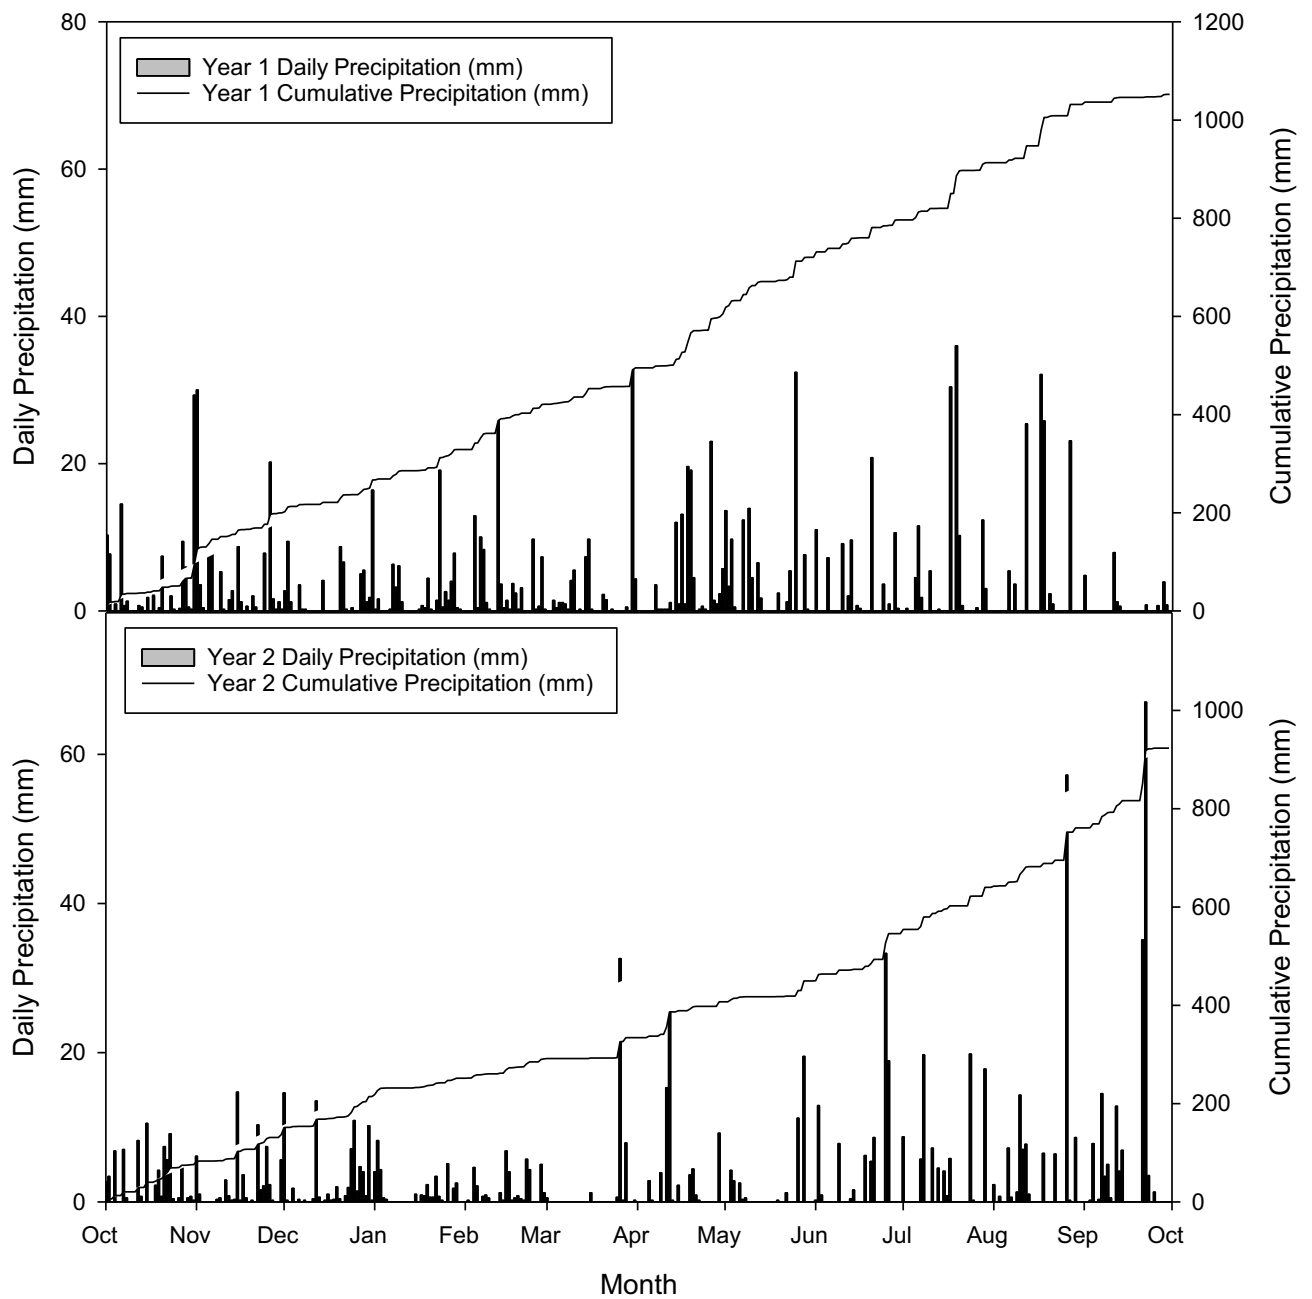 80
60
40
20
0
Daily Precipitation (mm)
Year 1 Daily Precipitation (mm)
Year 1 Cumulative Precipitation (mm)
1200
1000
800
600
400
200
0
Cumulative Precipitation (mm)
Year 2 Daily Precipitation (mm)
Year 2 Cumulative Precipitation (mm)
60
40
20
0
Daily Precipitation (mm)
1000
800
600
400
200
0
Cumulative Precipitation (mm)
Oct Nov Dec Jan Feb Mar Apr May Jun Jul Aug Sep Oct
Month